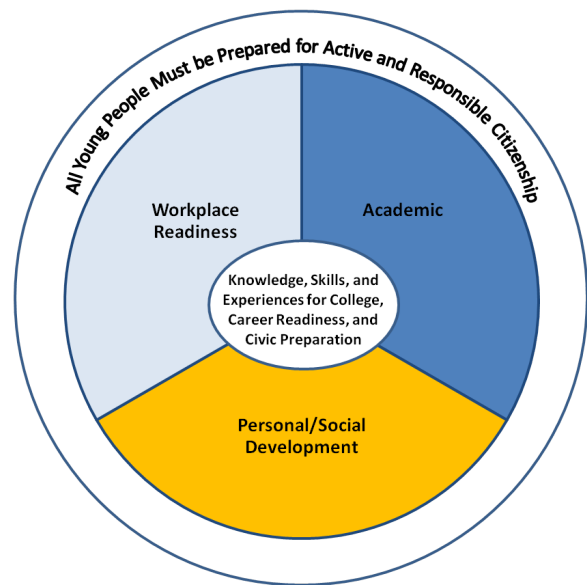 All Young People Must be Prepared for Active and Responsible Citizenship
Workplace
Readiness
Academic
Knowledge, Skills, and
Experiences for College,
Career Readiness, and
Civic Preparation
Personal/Social
Development